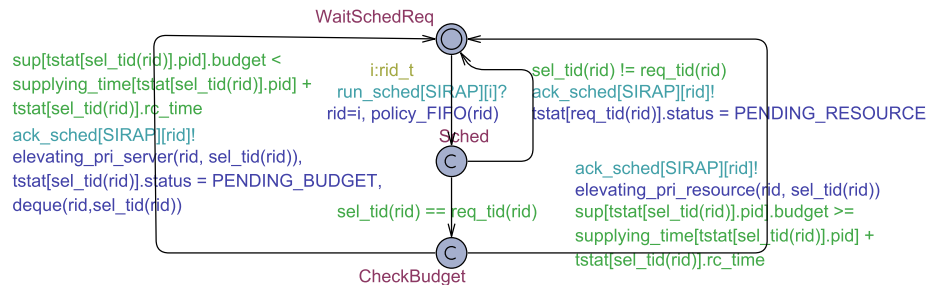 WaitSchedReq
sup[tstat[sel_tid(rid)].pid].budget <
supplying_time[tstat[sel_tid(rid)].pid] +
tstat[sel_tid(rid)].rc_time
ack_sched[SIRAP][rid]!
elevating_pri_server(rid, sel_tid(rid)),
tstat[sel_tid(rid)].status = PENDING_BUDGET,
deque(rid,sel_tid(rid))
i:rid_t
run_sched[SIRAP][i]?
rid=i, policy_FIFO(rid)
Sched
C
sel_tid(rid) != req_tid(rid)
ack_sched[SIRAP][rid]!
tstat[req_tid(rid)].status = PENDING_RESOURCE
sel_tid(rid) == req_tid(rid)
ack_sched[SIRAP][rid]!
elevating_pri_resource(rid, sel_tid(rid))
sup[tstat[sel_tid(rid)].pid].budget >=
supplying_time[tstat[sel_tid(rid)].pid] +
tstat[sel_tid(rid)].rc_time
C
CheckBudget